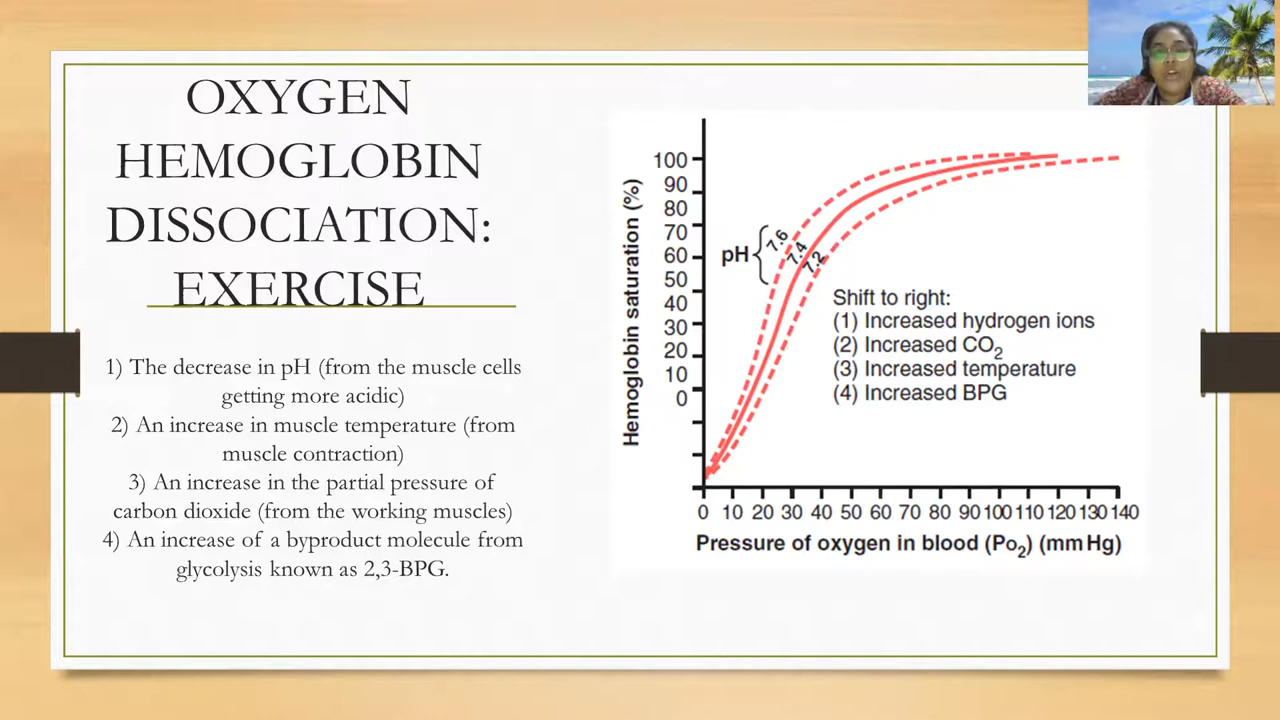 OXYGEN
HEMOGLOBIN
DISSOCIATION:
EXERCISE
1) The decrease in pH (from the muscle cells
getting more acidic)
2) An increase in muscle temperature (from
muscle contraction)
3) An increase in the partial pressure of
carbon dioxide (from the working muscles)
4) An increase of a byproduct molecule from
glycolysis known as 2,3-BPG.
Hemoglobin saturation (%)
100
90
80
70
60
50
40
30
20
10
0
pH
7.6
7.4
7.2
Shift to right:
(1) Increased hydrogen ions
(2) Increased CO₂
(3) Increased temperature
(4) Increased BPG
0 10 20 30 40 50 60 70 80 90 100 110 120 130 140
Pressure of oxygen in blood (Po₂) (mm Hg)